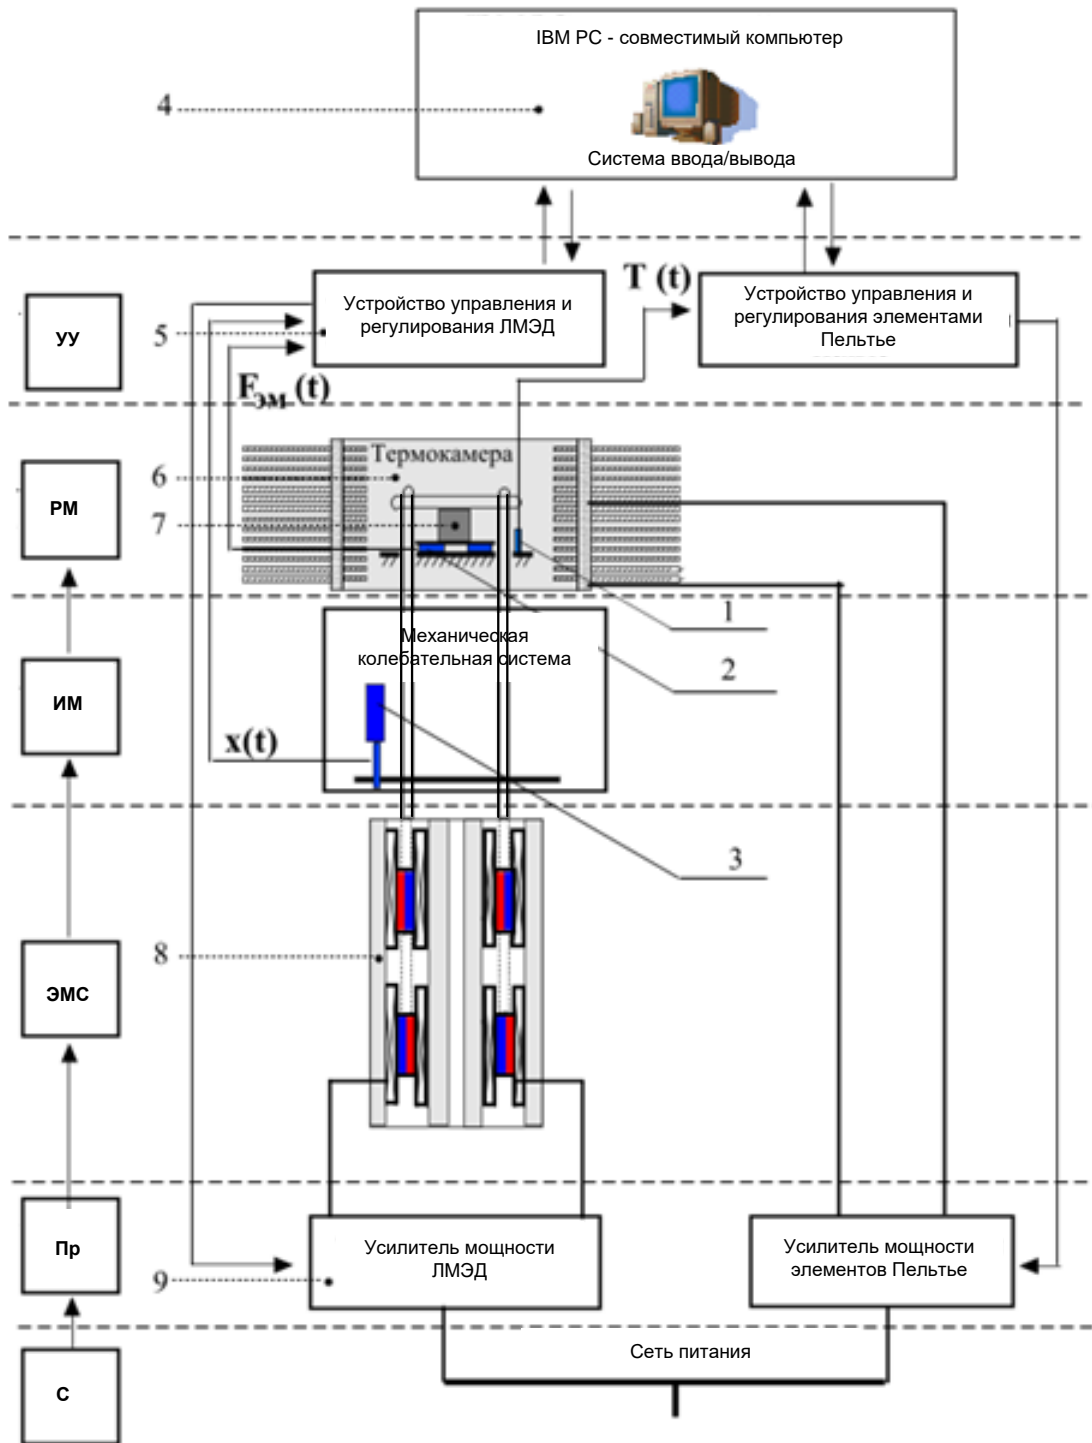 IBM PC - совместимый компьютер
4
Система ввода/вывода
T (t)
УУ
5
Устройство управления и
регулирования ЛМЭД
Устройство управления и
регулирования элементами
Пельтье
Fэм (t)
РМ
6
Термокамера
7
1
Механическая
колебательная система
2
ИМ
x(t)
3
8
ЭМС
Пр
Усилитель мощности
ЛМЭД
9
Усилитель мощности
элементов Пельтье
Сеть питания
С